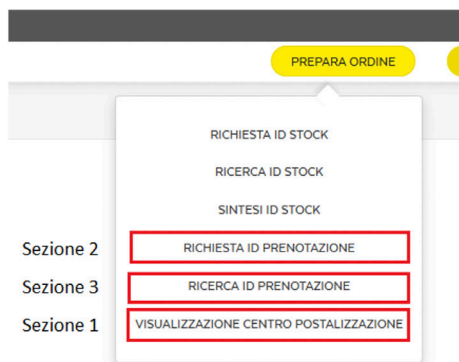 PREPARA ORDINE
RICHIESTA ID STOCK
RICERCA ID STOCK
SINTESI ID STOCK
Sezione 2 RICHIESTA ID PRENOTAZIONE
Sezione 3 RICERCA ID PRENOTAZIONE
Sezione 1 VISUALIZZAZIONE CENTRO POSTALIZZAZIONE